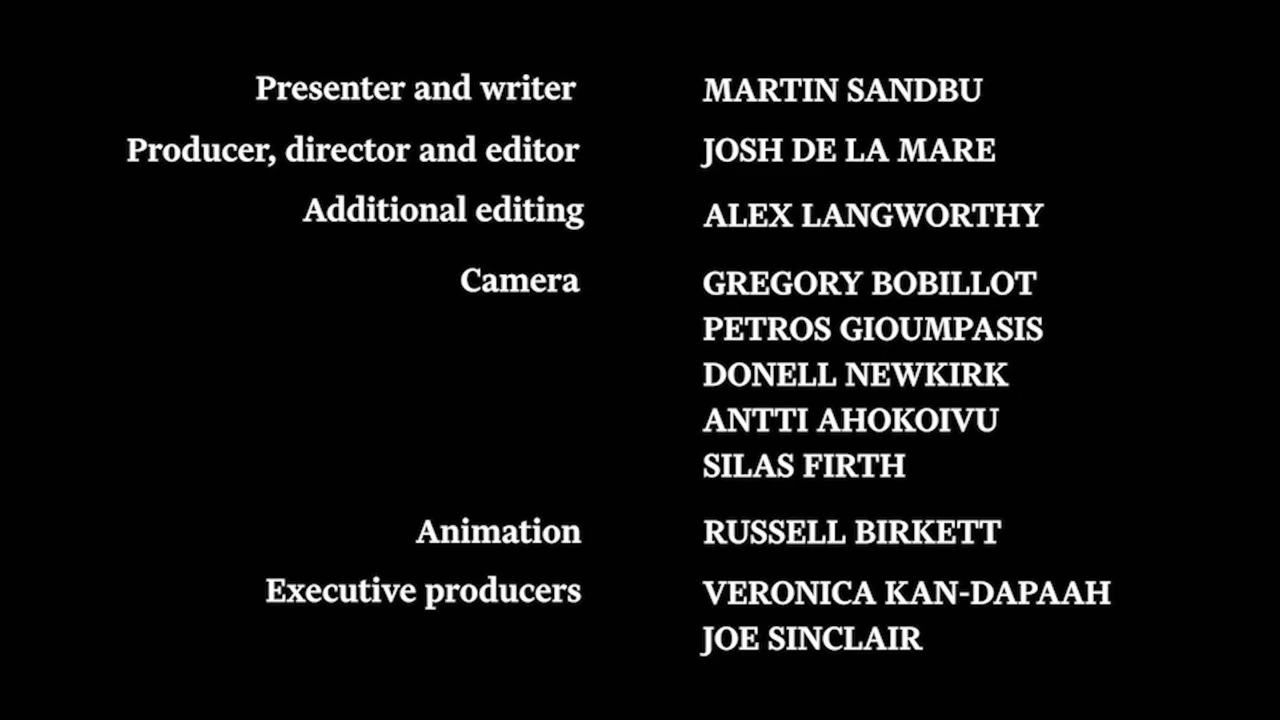 Presenter and writer MARTIN SANDBU
Producer, director and editor JOSH DE LA MARE
Additional editing ALEX LANGWORTHY
Camera GREGORY BOBILLOT
PETROS GIOUMPASIS
DONELL NEWKIRK
ANTTI AHOKOIVU
SILAS FIRTH
Animation RUSSELL BIRKETT
Executive producers VERONICA KAN-DAPAAH
JOE SINCLAIR